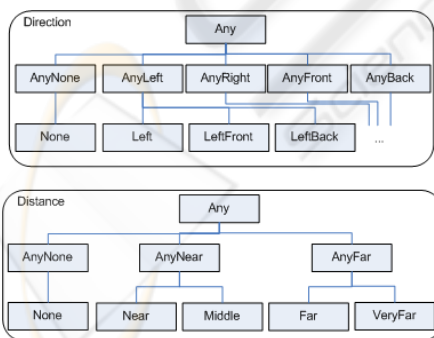 Direction
Any
AnyNone AnyLeft AnyRight AnyFront AnyBack
None Left LeftFront LeftBack ...
Distance
Any
AnyNone AnyNear AnyFar
None Near Middle Far VeryFar